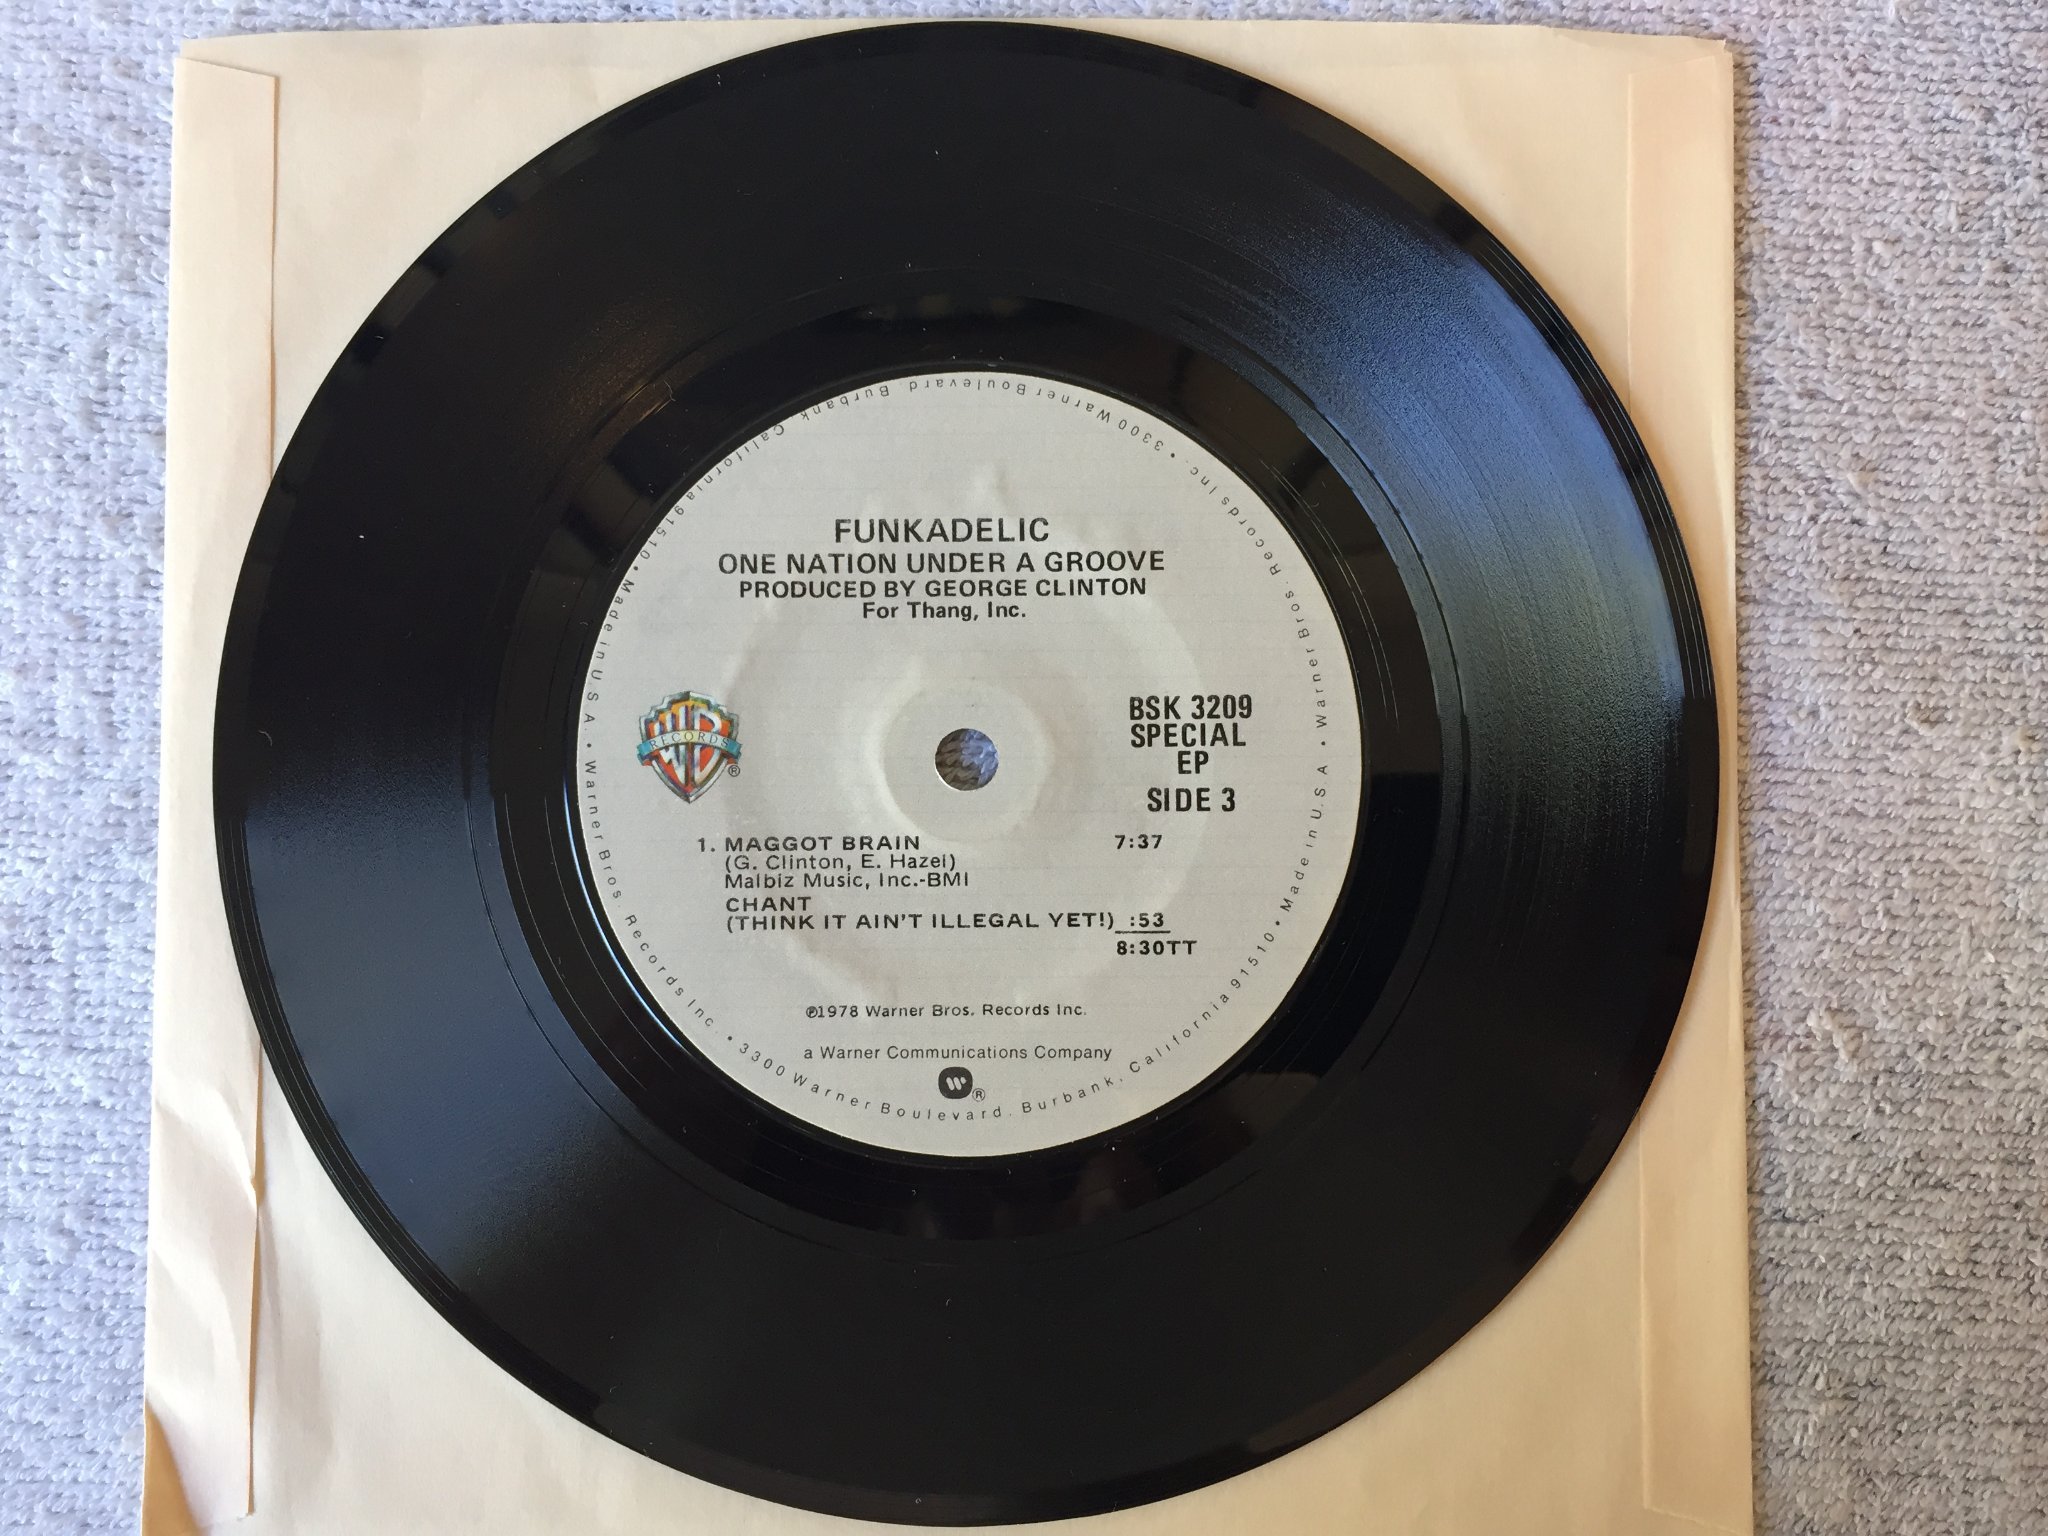 FUNKADELIC
ONE NATION UNDER A GROOVE
PRODUCED BY GEORGE CLINTON
For Thang, Inc.
WB
RECORDS
®
BSK 3209
SPECIAL
EP
SIDE 3
1. MAGGOT BRAIN 7:37
(G. Clinton, E. Hazel)
Malbiz Music, Inc.-BMI
CHANT
(THINK IT AIN'T ILLEGAL YET!) :53
8:30TT
℗1978 Warner Bros. Records Inc.
a Warner Communications Company
®
Warner Bros. Records Inc. • 3300 Warner Boulevard. Burbank, California 91510 • Made in U.S.A. •
Warner Bros. Records Inc. • 3300 Warner Boulevard. Burbank, California 91510 • Made in U.S.A. •